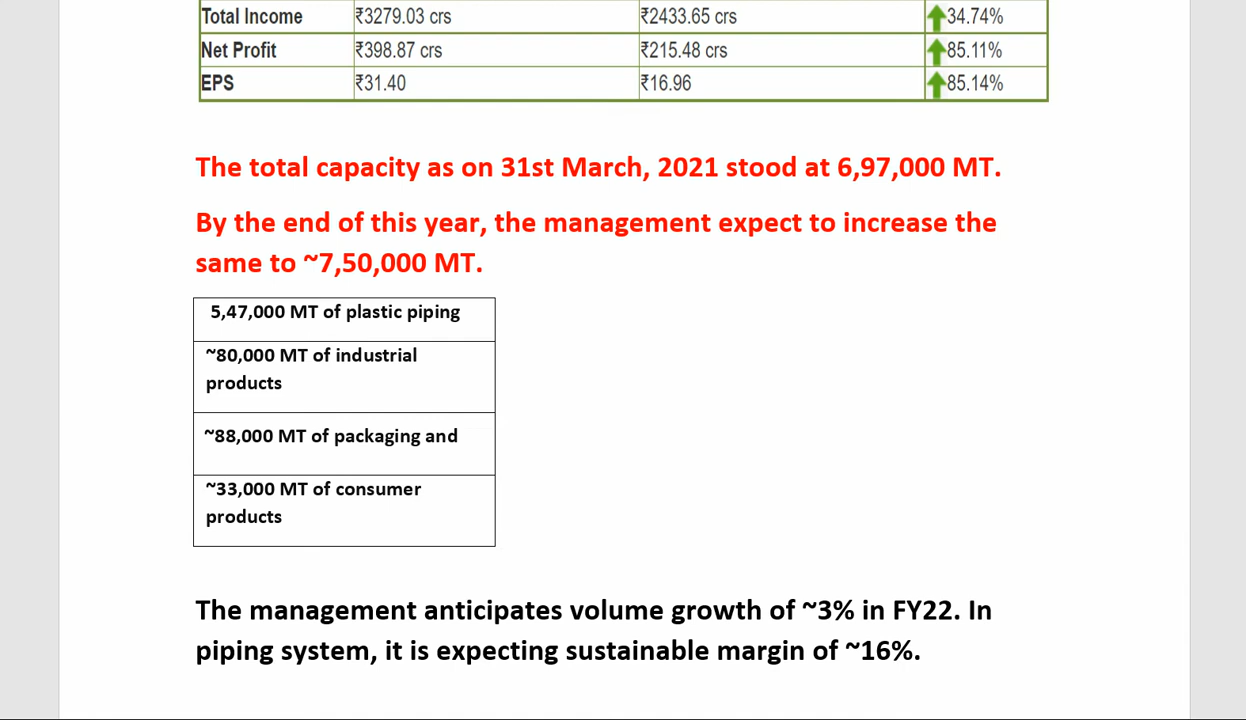 Total Income ₹3279.03 crs ₹2433.65 crs 34.74%
Net Profit ₹398.87 crs ₹215.48 crs 85.11%
EPS ₹31.40 ₹16.96 85.14%
The total capacity as on 31st March, 2021 stood at 6,97,000 MT.
By the end of this year, the management expect to increase the
same to ~7,50,000 MT.
5,47,000 MT of plastic piping
~80,000 MT of industrial
products
~88,000 MT of packaging and
~33,000 MT of consumer
products
The management anticipates volume growth of ~3% in FY22. In
piping system, it is expecting sustainable margin of ~16%.